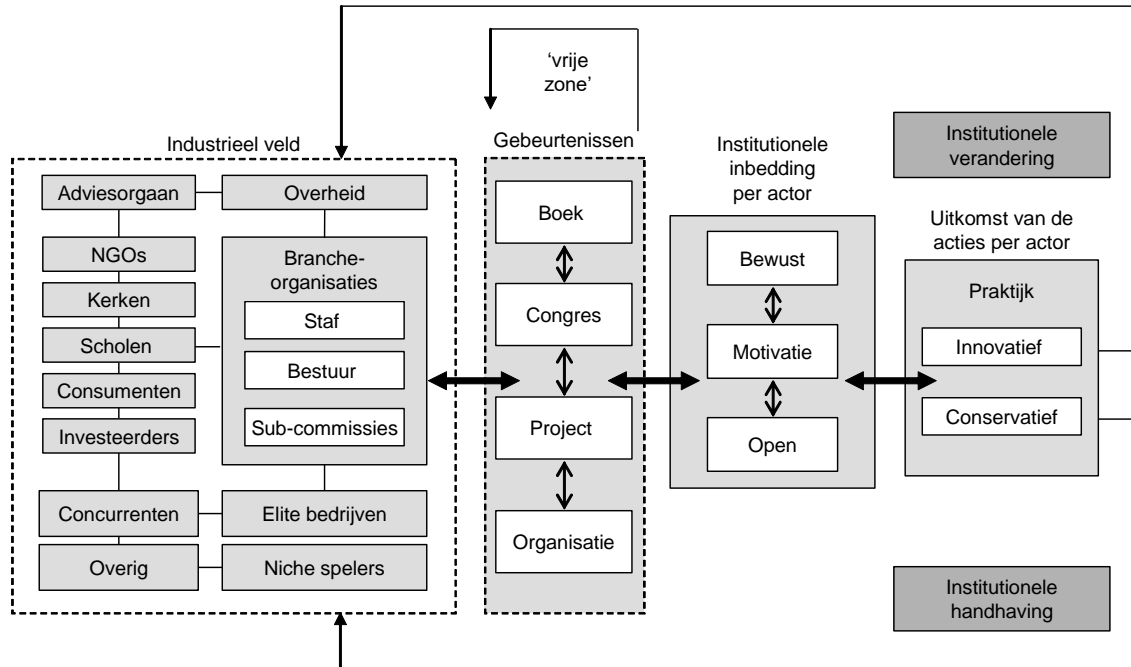 ‘vrije
zone’
Industrieel veld
Adviesorgaan
Overheid
NGOs
Kerken
Scholen
Consumenten
Investeerders
Branche-
organisaties
Staf
Bestuur
Sub-commissies
Concurrenten
Elite bedrijven
Overig
Niche spelers
Gebeurtenissen
Boek
Congres
Project
Organisatie
Institutionele
inbedding
per actor
Bewust
Motivatie
Open
Institutionele
verandering
Uitkomst van de
acties per actor
Praktijk
Innovatief
Conservatief
Institutionele
handhaving